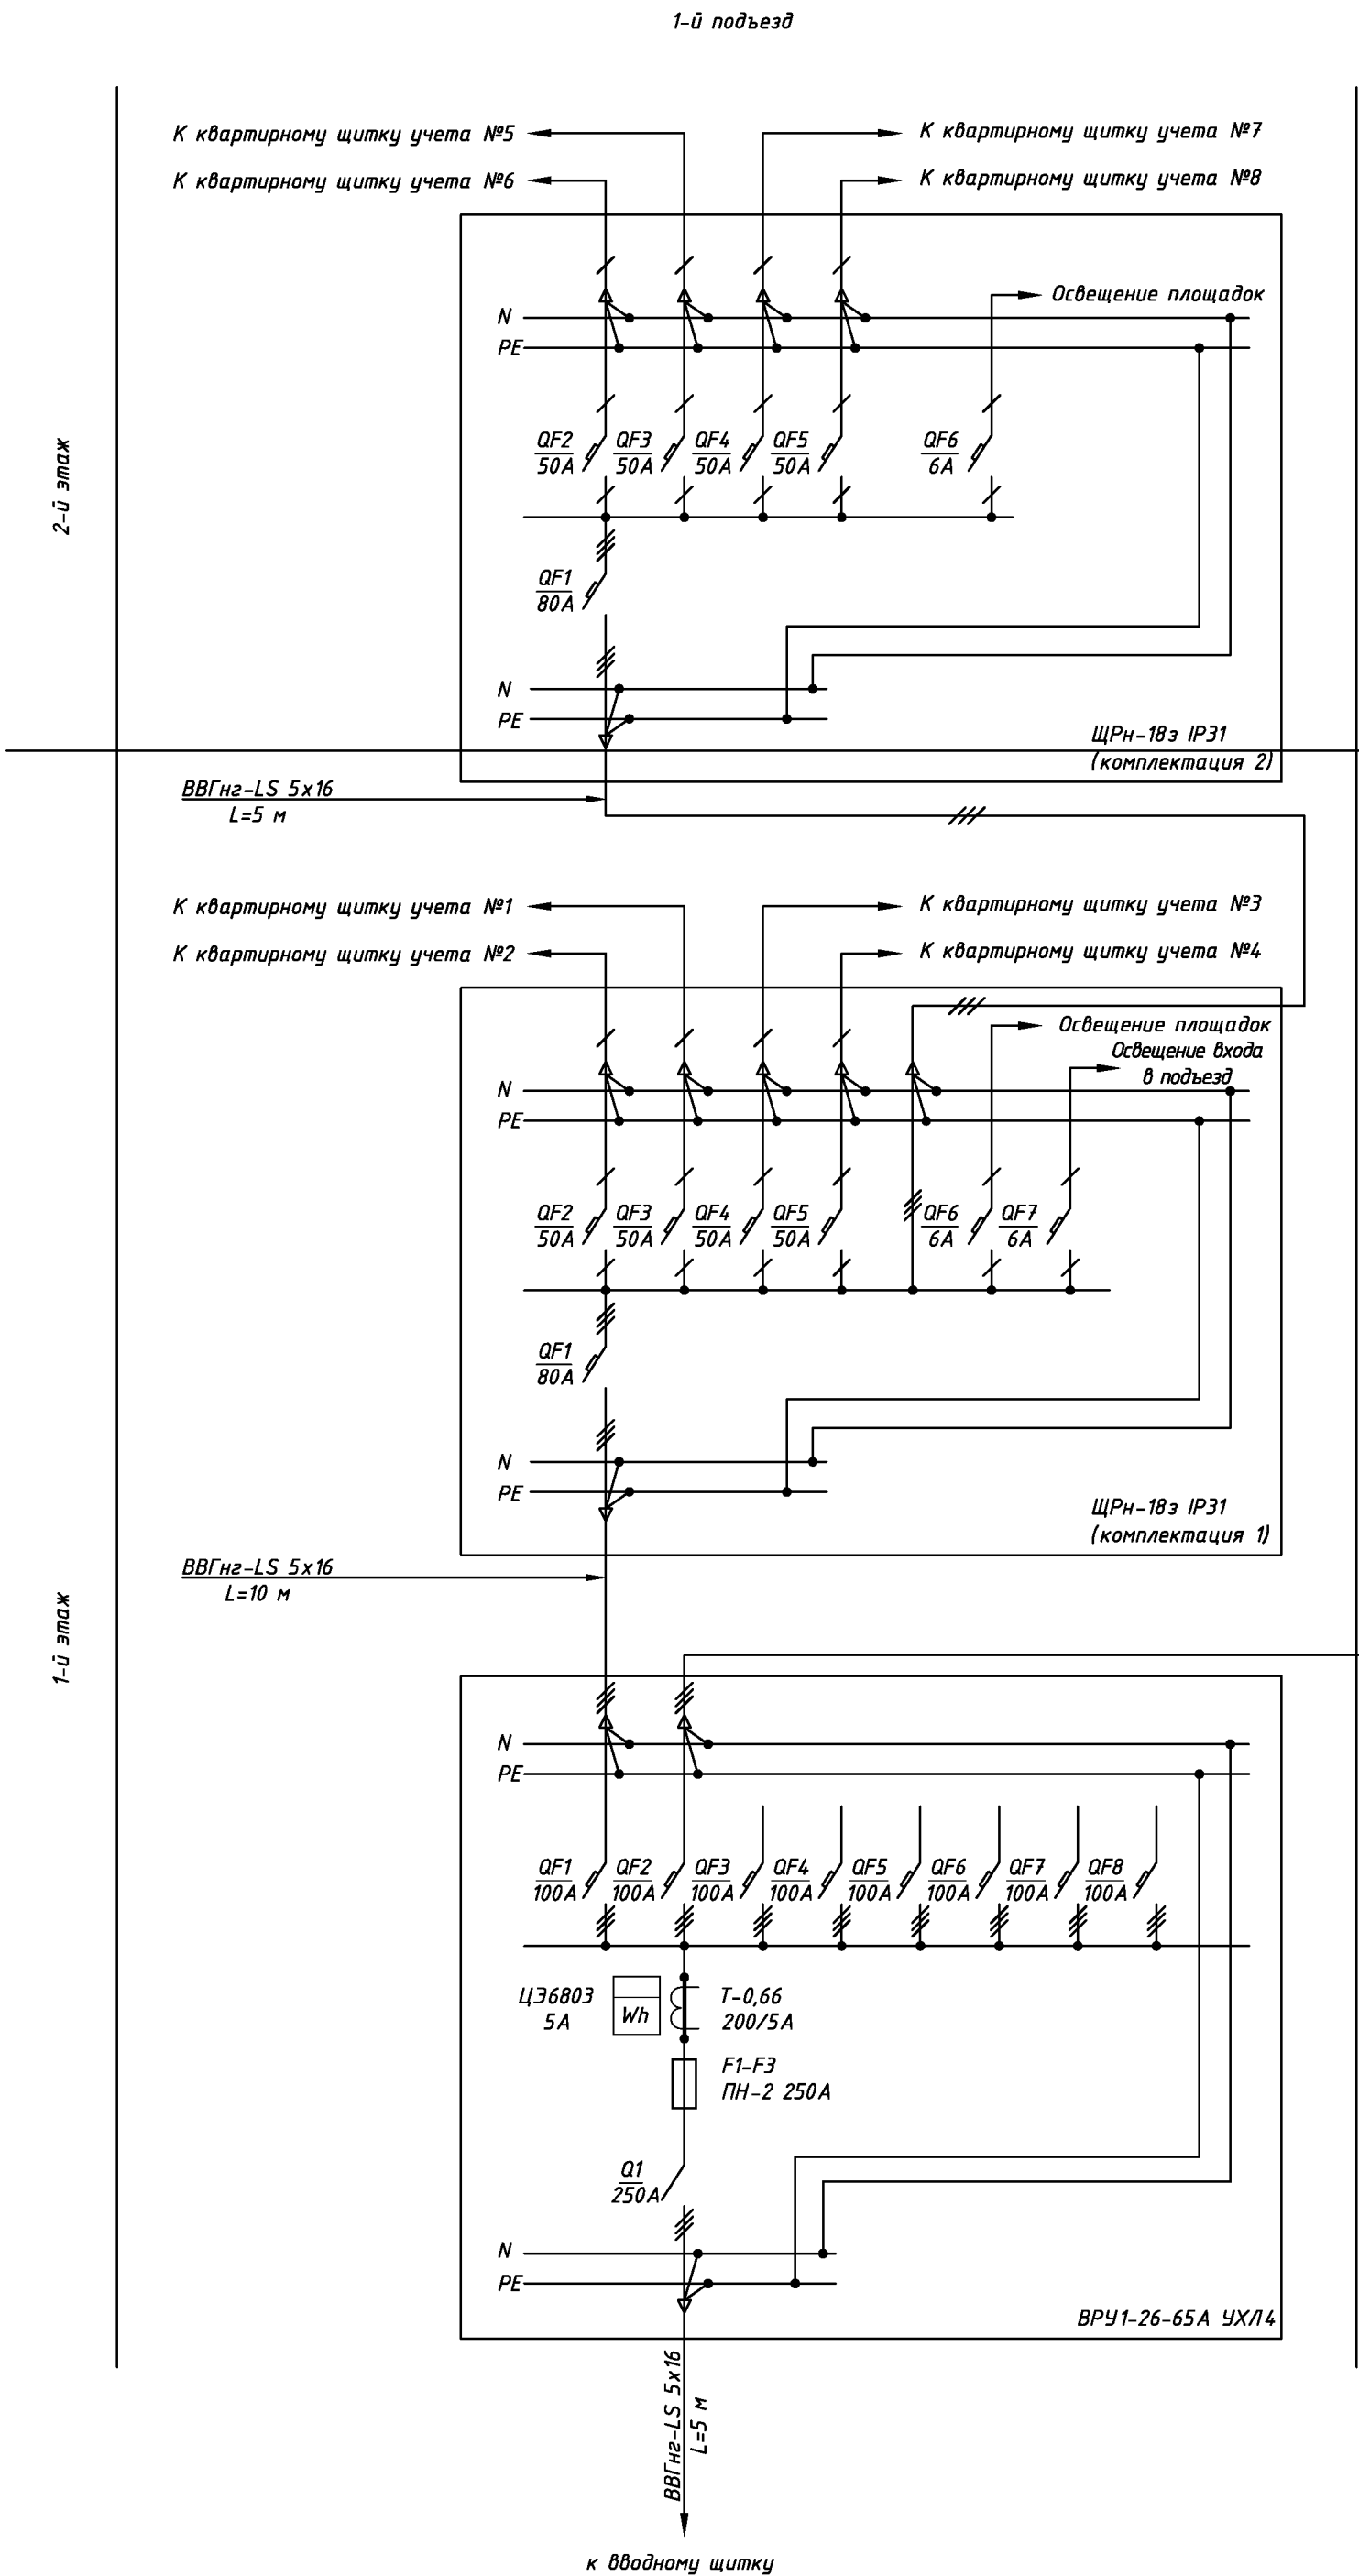 1-й подъезд
К квартирному щитку учета №5
К квартирному щитку учета №7
К квартирному щитку учета №6
К квартирному щитку учета №8
Освещение площадок
N
PE
2-й этаж
QF2
50А
QF3
50А
QF4
50А
QF5
50А
QF6
6А
QF1
80А
N
PE
ЩРн-18з IP31
(комплектация 2)
ВВГнг-LS 5х16
L=5 м
К квартирному щитку учета №1
К квартирному щитку учета №3
К квартирному щитку учета №2
К квартирному щитку учета №4
Освещение площадок
Освещение входа
в подъезд
N
PE
QF2
50А
QF3
50А
QF4
50А
QF5
50А
QF6
6А
QF7
6А
QF1
80А
N
PE
ЩРн-18з IP31
(комплектация 1)
ВВГнг-LS 5х16
L=10 м
1-й этаж
N
PE
QF1
100А
QF2
100А
QF3
100А
QF4
100А
QF5
100А
QF6
100А
QF7
100А
QF8
100А
ЦЭ6803
5А
Wh
Т-0,66
200/5А
F1-F3
ПН-2 250А
Q1
250А
N
PE
ВРУ1-26-65А УХЛ4
ВВГнг-LS 5х16
L=5 м
к вводному щитку